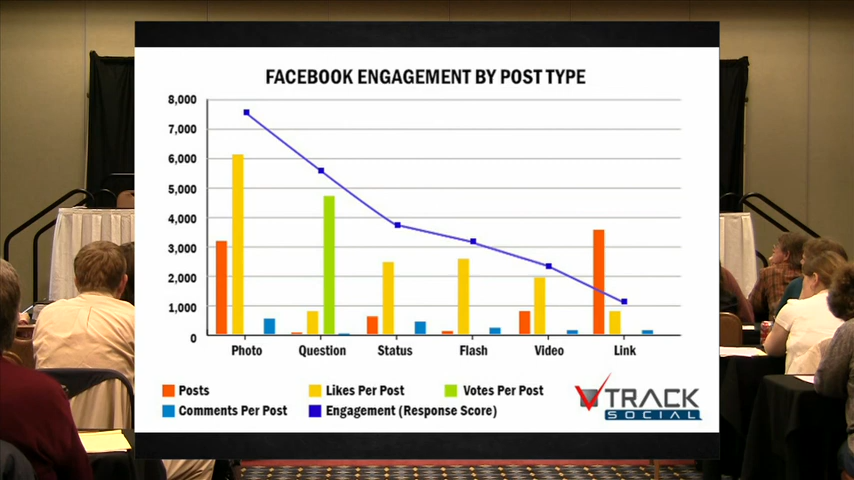 FACEBOOK ENGAGEMENT BY POST TYPE
8,000
7,000
6,000
5,000
4,000
3,000
2,000
1,000
0
Photo Question Status Flash Video Link
Posts Likes Per Post Votes Per Post
Comments Per Post Engagement (Response Score)
TRACK
SOCIAL